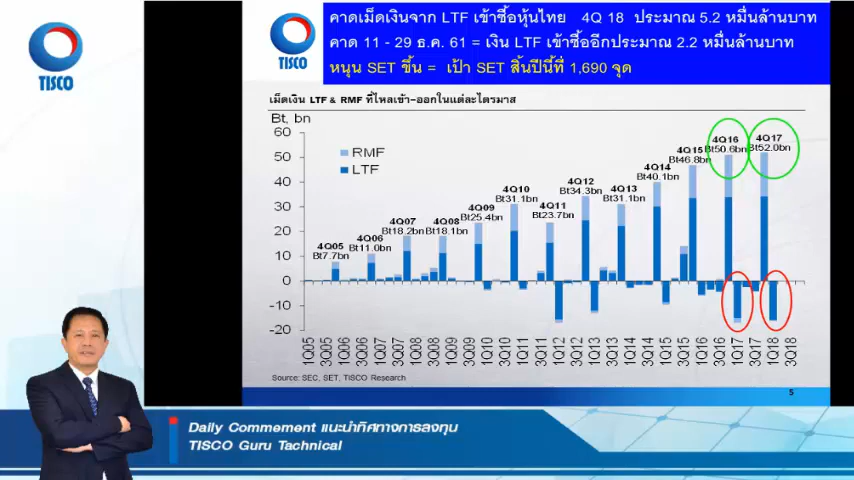 TISCO
TISCO
คาดเม็ดเงินจาก LTF เข้าซื้อหุ้นไทย 4Q 18 ประมาณ 5.2 หมื่นล้านบาท
คาด 11 - 29 ธ.ค. 61 = เงิน LTF เข้าซื้ออีกประมาณ 2.2 หมื่นล้านบาท
หนุน SET ขึ้น = เป้า SET สิ้นปีนี้ที่ 1,690 จุด
เม็ดเงิน LTF & RMF ที่ไหลเข้า-ออกในแต่ละไตรมาส
Bt, bn
60
50
40
30
20
10
0
-10
-20
RMF
LTF
4Q05
Bt7.7bn
4Q06
Bt11.0bn
4Q07
Bt18.2bn
4Q08
Bt18.1bn
4Q09
Bt25.4bn
4Q10
Bt31.1bn
4Q11
Bt23.7bn
4Q12
Bt34.3bn
4Q13
Bt31.1bn
4Q14
Bt40.1bn
4Q15
Bt46.8bn
4Q16
Bt50.6bn
4Q17
Bt52.0bn
1Q05
3Q05
1Q06
3Q06
1Q07
3Q07
1Q08
3Q08
1Q09
3Q09
1Q10
3Q10
1Q11
3Q11
1Q12
3Q12
1Q13
3Q13
1Q14
3Q14
1Q15
3Q15
1Q16
3Q16
1Q17
3Q17
1Q18
3Q18
Source: SEC, SET, TISCO Research
5
Daily Commement แนะนำทิศทางการลงทุน
TISCO Guru Tachnical